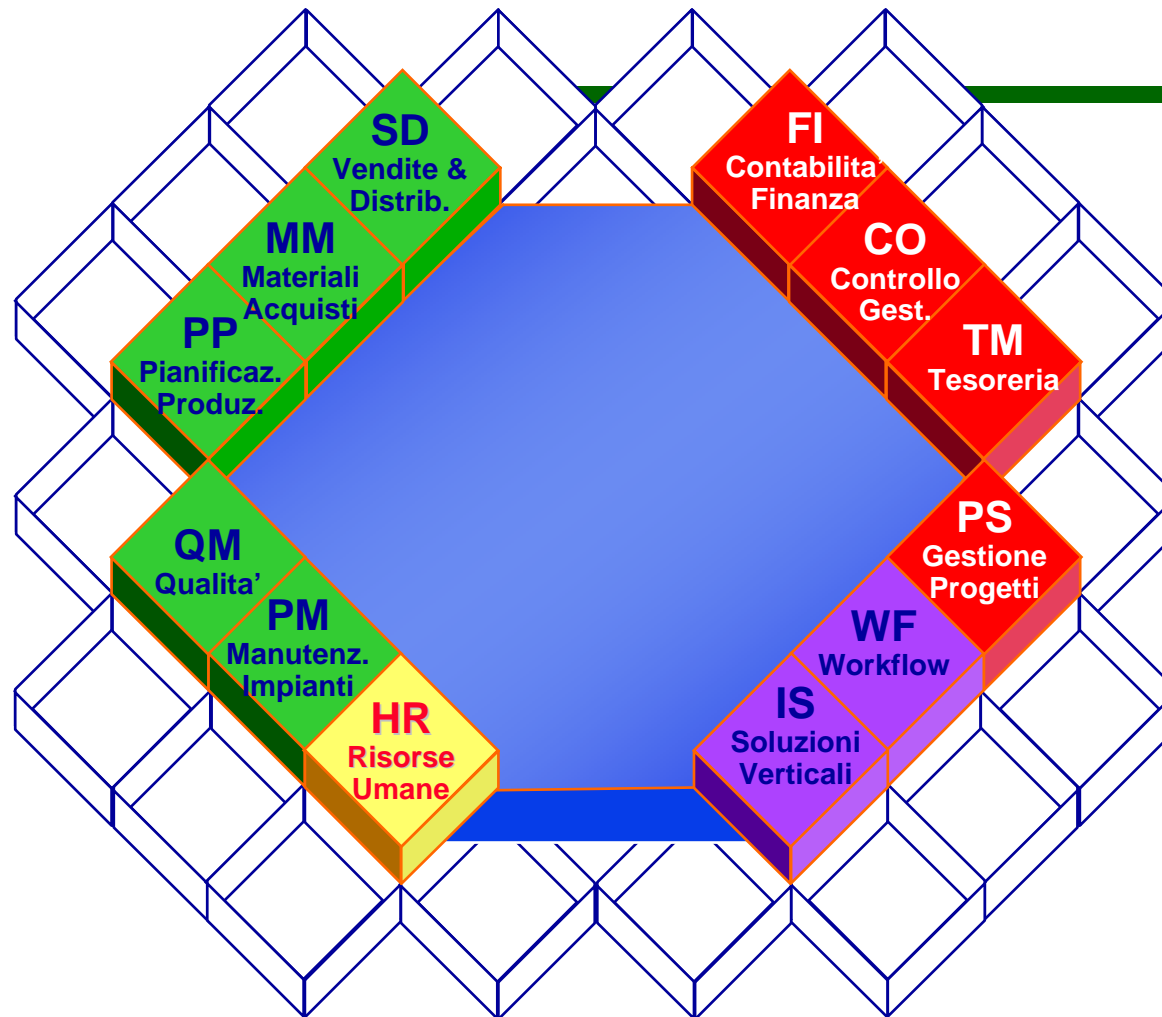 SD
Vendite &
Distrib.
MM
Materiali
Acquisti
PP
Pianificaz.
Produz.
QM
Qualita’
PM
Manutenz.
Impianti
HR
Risorse
Umane
FI
Contabilita’
Finanza
CO
Controllo
Gest.
TM
Tesoreria
PS
Gestione
Progetti
WF
Workflow
IS
Soluzioni
Verticali